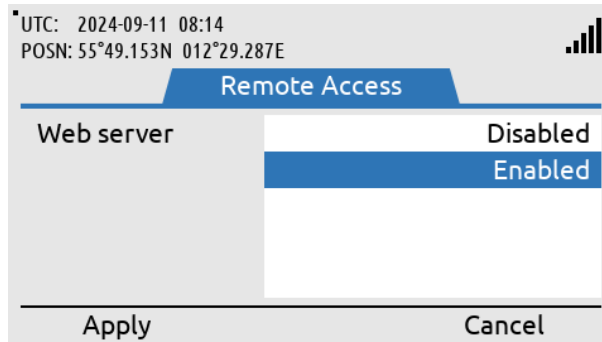 UTC: 2024-09-11 08:14
POSN: 55°49.153N 012°29.287E
Remote Access
Web server Disabled
Enabled
Apply Cancel